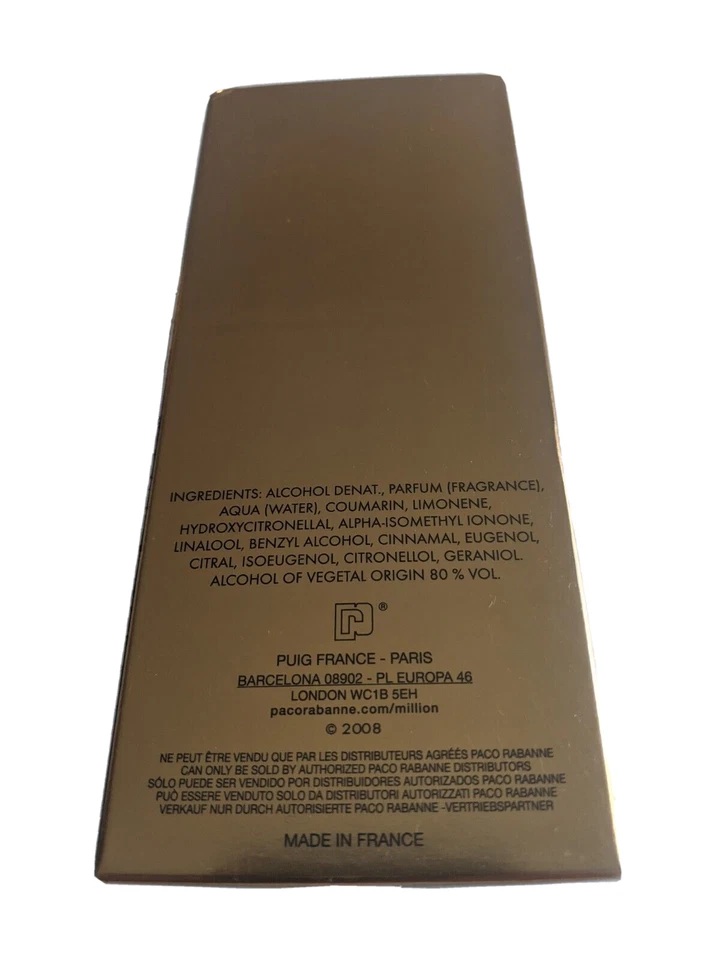 INGREDIENTS: ALCOHOL DENAT., PARFUM (FRAGRANCE),
AQUA (WATER), COUMARIN, LIMONENE,
HYDROXYCITRONELLAL, ALPHA-ISOMETHYL IONONE,
LINALOOL, BENZYL ALCOHOL, CINNAMAL, EUGENOL,
CITRAL, ISOEUGENOL, CITRONELLOL, GERANIOL.
ALCOHOL OF VEGETAL ORIGIN 80 % VOL.
®
PUIG FRANCE - PARIS
BARCELONA 08902 - PL EUROPA 46
LONDON WC1B 5EH
pacorabanne.com/million
© 2008
NE PEUT ÊTRE VENDU QUE PAR LES DISTRIBUTEURS AGRÉÉS PACO RABANNE
CAN ONLY BE SOLD BY AUTHORIZED PACO RABANNE DISTRIBUTORS
SÓLO PUEDE SER VENDIDO POR DISTRIBUIDORES AUTORIZADOS PACO RABANNE
PUÒ ESSERE VENDUTO SOLO DA DISTRIBUTORI AUTORIZZATI PACO RABANNE
VERKAUF NUR DURCH AUTORISIERTE PACO RABANNE -VERTRIEBSPARTNER
MADE IN FRANCE